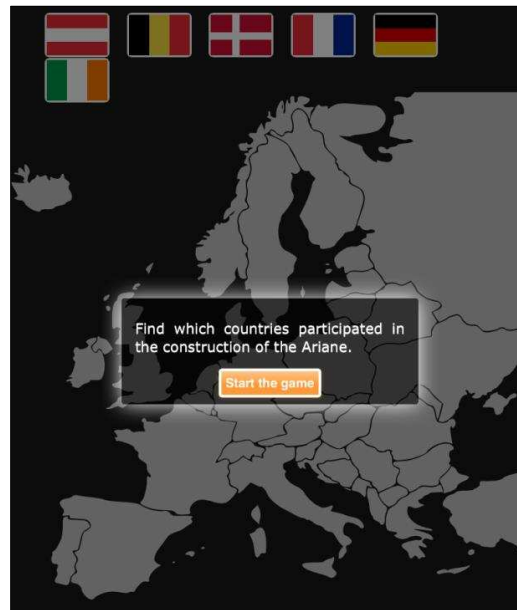 Find which countries participated in
the construction of the Ariane.
Start the game